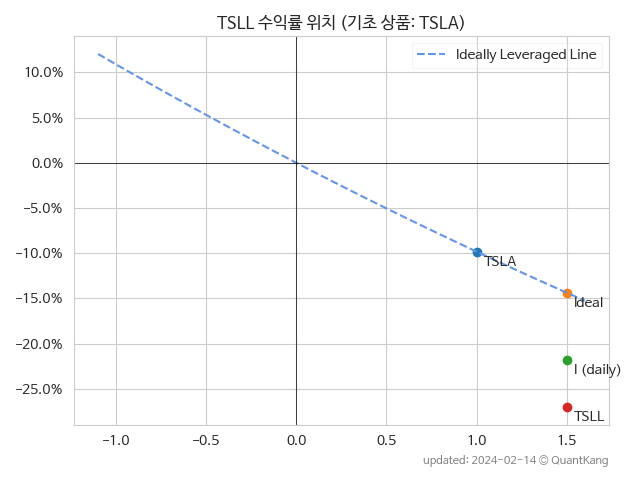 TSLL 수익률 위치 (기초 상품: TSLA)
Ideally Leveraged Line
10.0%
5.0%
0.0%
−5.0%
−10.0%
−15.0%
−20.0%
−25.0%
TSLA
Ideal
I (daily)
TSLL
−1.0 −0.5 0.0 0.5 1.0 1.5
updated: 2024-02-14 © QuantKang